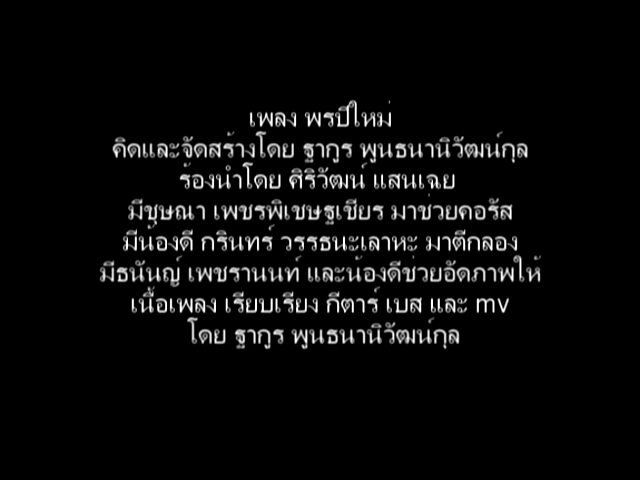 เพลง พรปีใหม่
คิดและจัดสร้างโดย ฐากูร พูนธนานิวัฒน์กุล
ร้องนำโดย ศิริวัฒน์ แสนเฉย
มีชุษณา เพชรพิเชษฐเชียร มาช่วยคอรัส
มีน้องดี กรินทร์ วรรธนะเลาหะ มาตีกลอง
มีธนันญ์ เพชรานนท์ และน้องดีช่วยอัดภาพให้
เนื้อเพลง เรียบเรียง กีตาร์ เบส และ mv
โดย ฐากูร พูนธนานิวัฒน์กุล